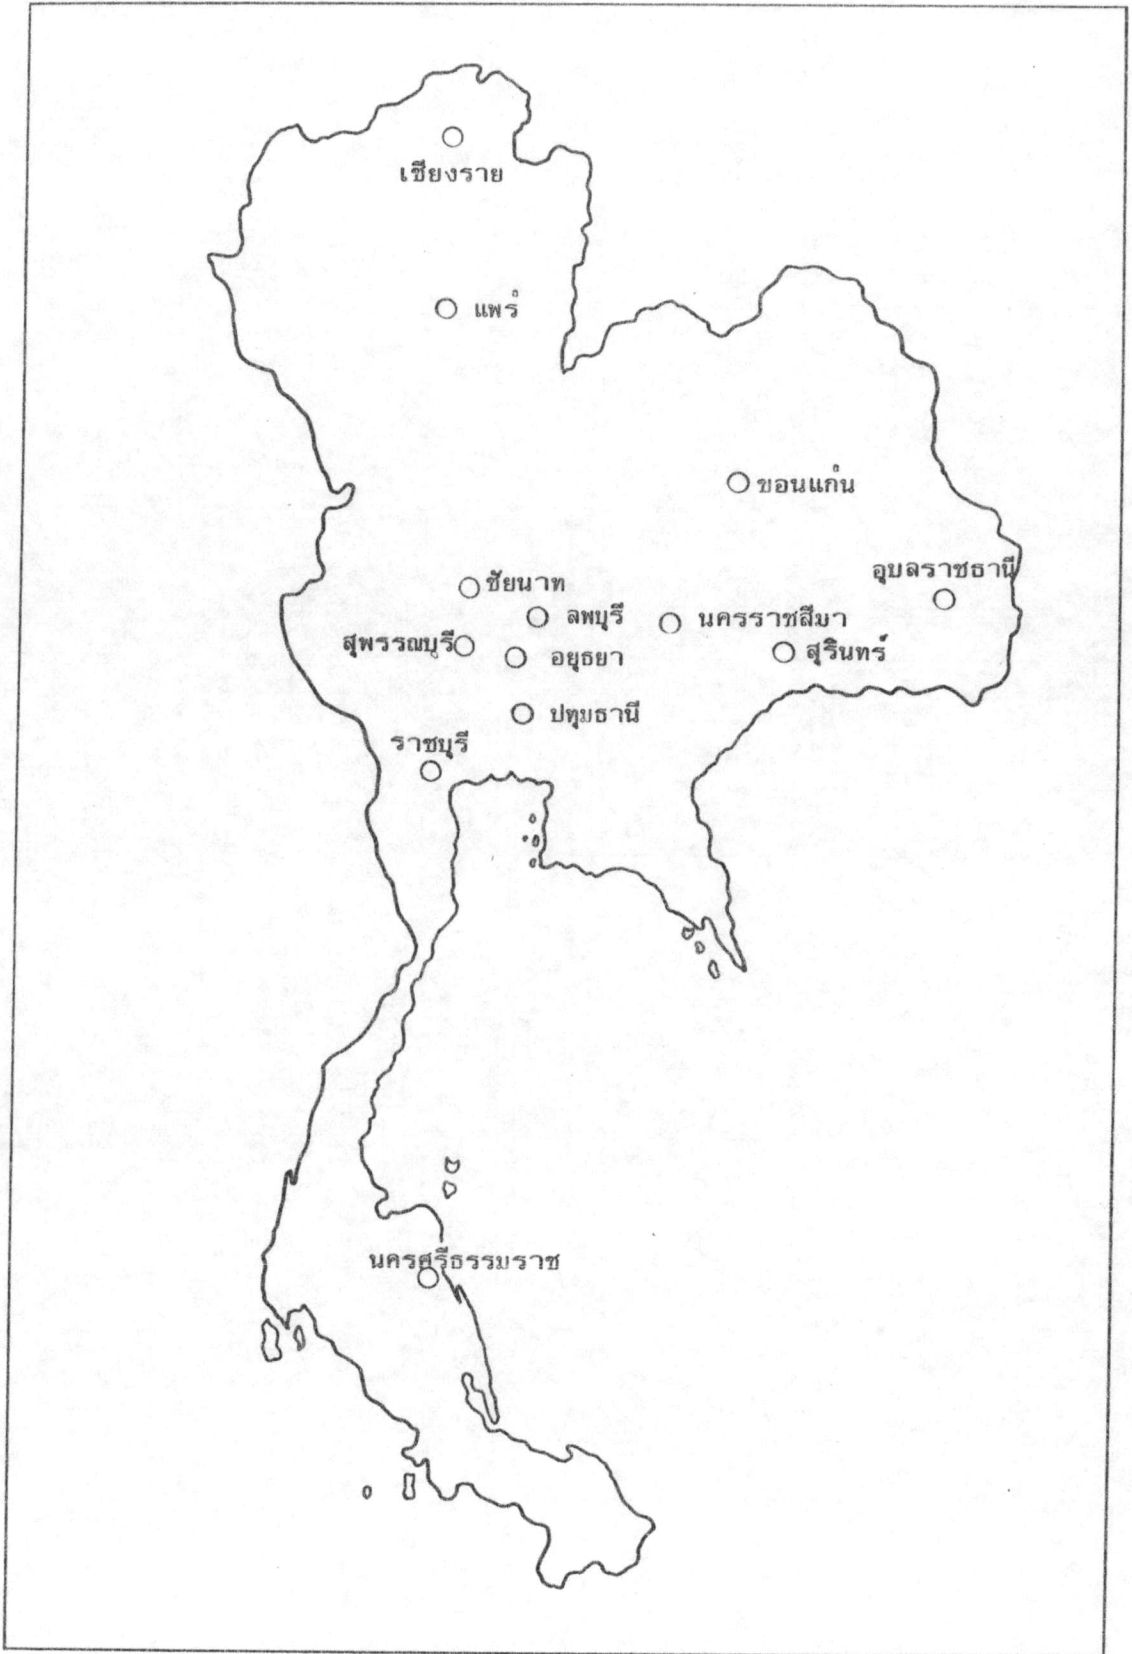 เชียงราย
แพร่
ขอนแก่น
อุบลราชธานี
ชัยนาท
ลพบุรี
นครราชสีมา
สุพรรณบุรี
อยุธยา
สุรินทร์
ปทุมธานี
ราชบุรี
นครศรีธรรมราช